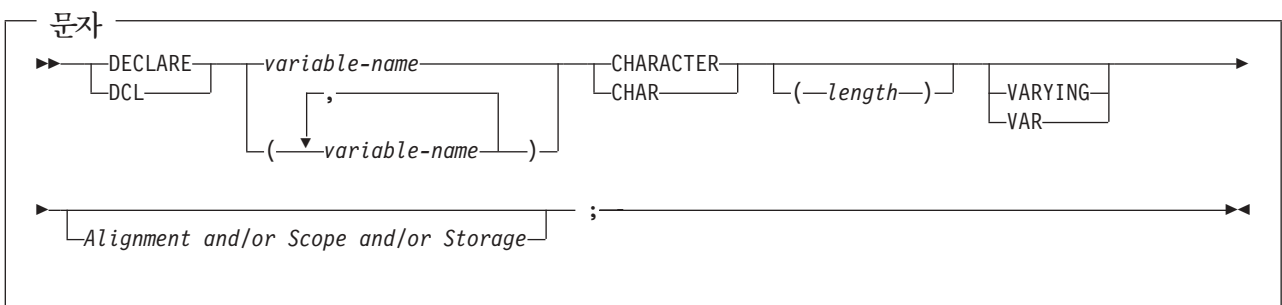 문자
DECLARE variable-name CHARACTER
DCL , CHAR ( length ) VARYING
VAR
( variable-name )
Alignment and/or Scope and/or Storage ;